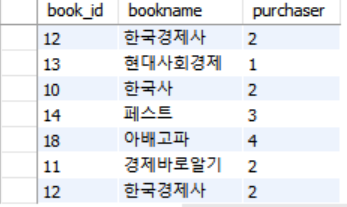 book_id bookname purchaser
12 한국경제사 2
13 현대사회경제 1
10 한국사 2
14 페스트 3
18 아배고파 4
11 경제바로알기 2
12 한국경제사 2